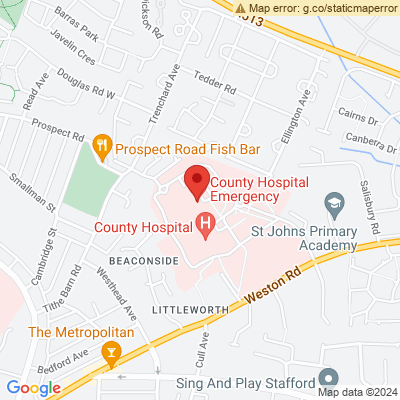 Map error: g.co/staticmaperror
Barras Park
Javelin Cres
Douglas Rd W
Read Ave
Trenchard Ave
Tedder Rd
Ellington Ave
Cairns Dr
Canberra Dr
Prospect Rd
Prospect Road Fish Bar
Smallman St
County Hospital
Emergency
Salisbury Rd
County Hospital
H
St Johns Primary
Academy
Cambridge St
Tithe Barn Rd
BEACONSIDE
Westhead Ave
Weston Rd
LITTLEWORTH
The Metropolitan
Bedford Ave
Cull Ave
Sing And Play Stafford
Google
Map data ©2024